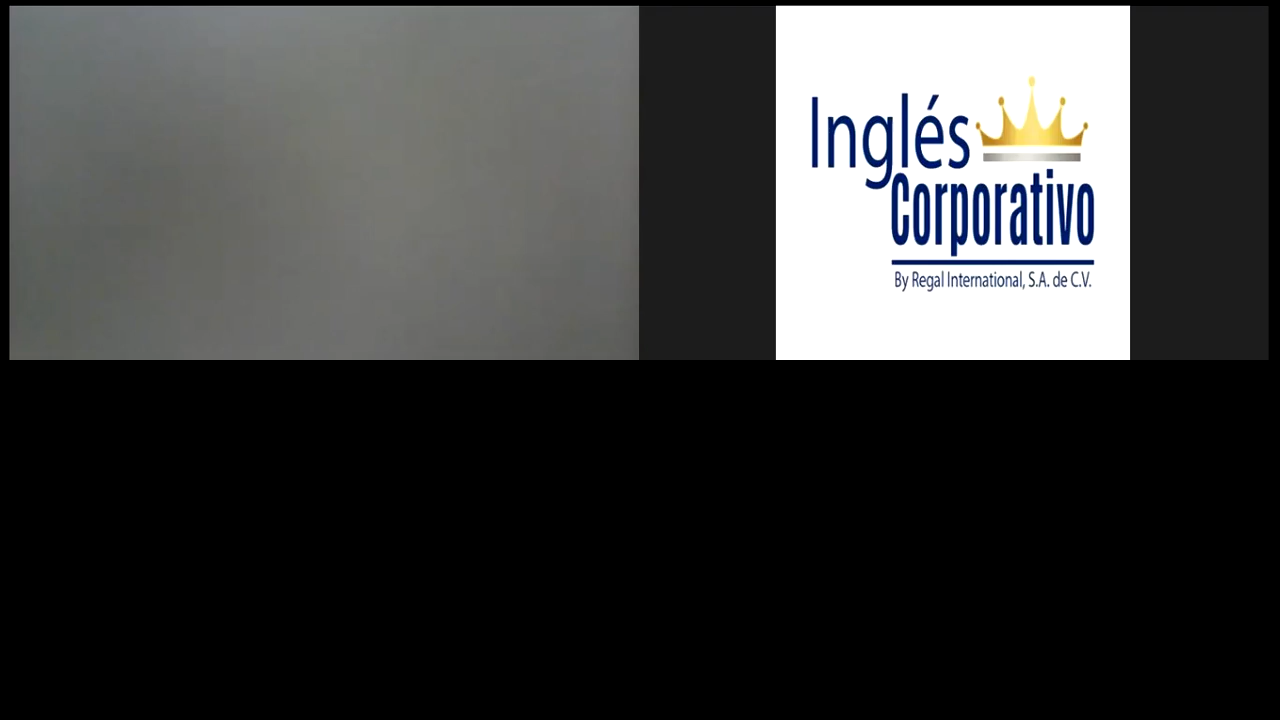 Inglés
Corporativo
By Regal International, S.A. de C.V.